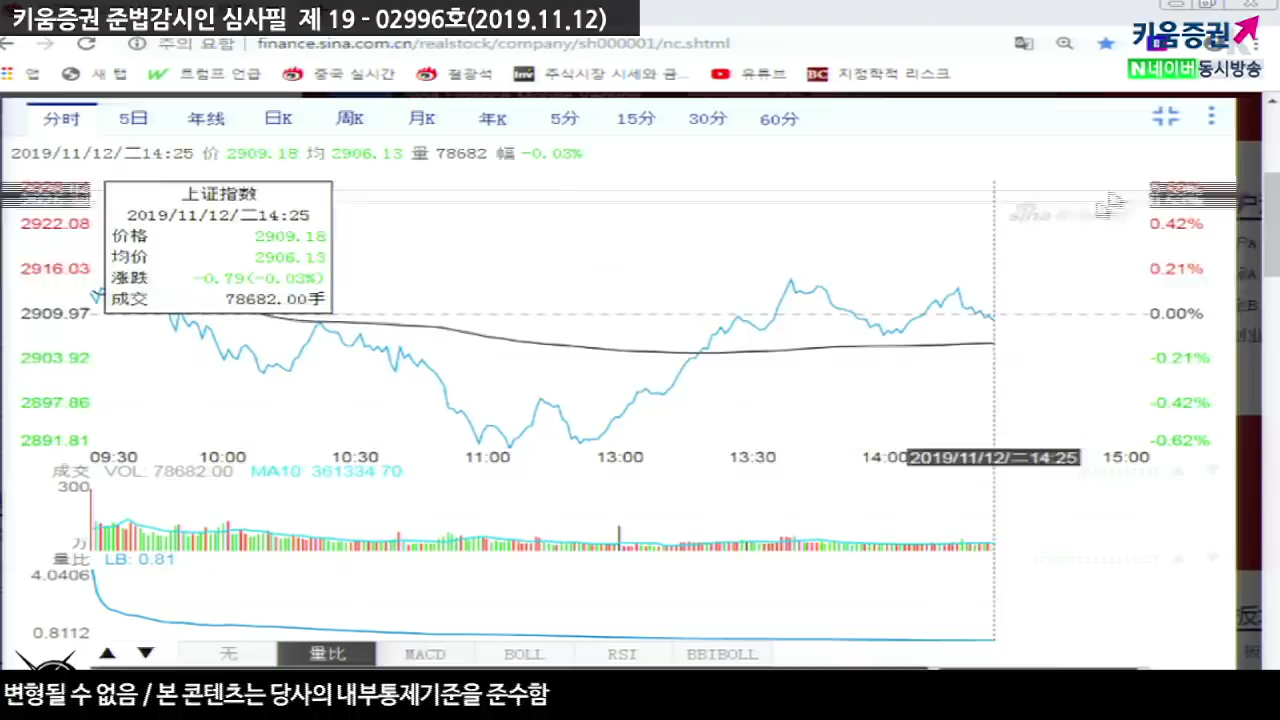 키움증권 준법감시인 심사필 제 19 - 02996호(2019.11.12)
키움증권
N네이버 동시방송
주의 요함 finance.sina.com.cn/realstock/company/sh000001/nc.shtml
앱 새 탭 트럼프 언급 중국 실시간 철광석 주식시장 시세와 금... 유튜브 BC 지정학적 리스크
分时 5日 年线 日K 周K 月K 年K 5分 15分 30分 60分
2019/11/12/二14:25 价 2909.18 均 2906.13 量 78682 幅 -0.03%
上证指数
2019/11/12/二14:25
价格 2909.18
均价 2906.13
涨跌 -0.79(-0.03%)
成交 78682.00手
2922.08 0.42%
2916.03 0.21%
2909.97 0.00%
2903.92 -0.21%
2897.86 -0.42%
2891.81 -0.62%
09:30 10:00 10:30 11:00 13:00 13:30 14:00 2019/11/12/二14:25 15:00
成交 VOL: 78682.00 MA10: 361334.70
300
万
量比 LB: 0.81
4.0406
0.8112
▲ ▼ 无 量比 MACD BOLL RSI BBIBOLL
변형될 수 없음 / 본 콘텐츠는 당사의 내부통제기준을 준수함